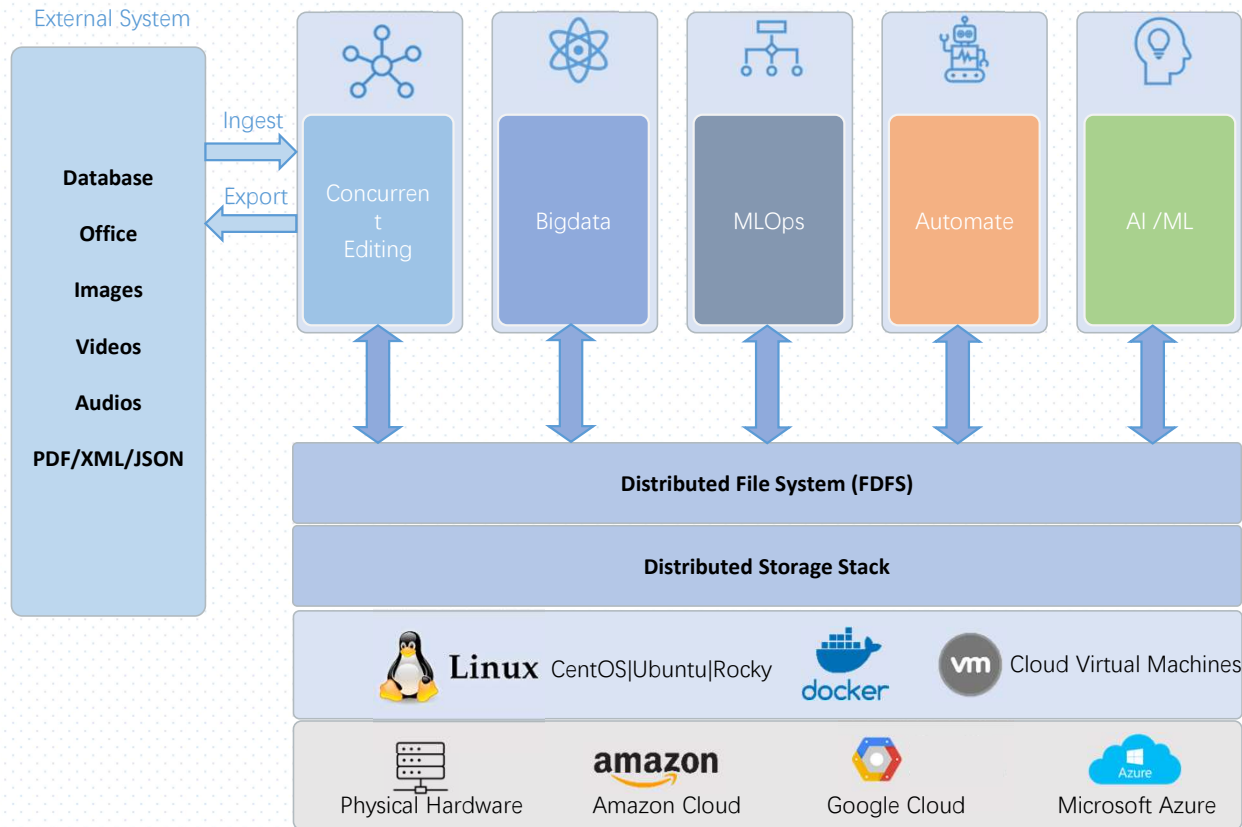 External System
Database
Office
Images
Videos
Audios
PDF/XML/JSON
Ingest
Export
Concurren
t
Editing
Bigdata
MLOps
Automate
AI /ML
Distributed File System (FDFS)
Distributed Storage Stack
Linux
CentOS|Ubuntu|Rocky
docker
vm
Cloud Virtual Machines
Physical Hardware
amazon
Amazon Cloud
Google Cloud
Azure
Microsoft Azure